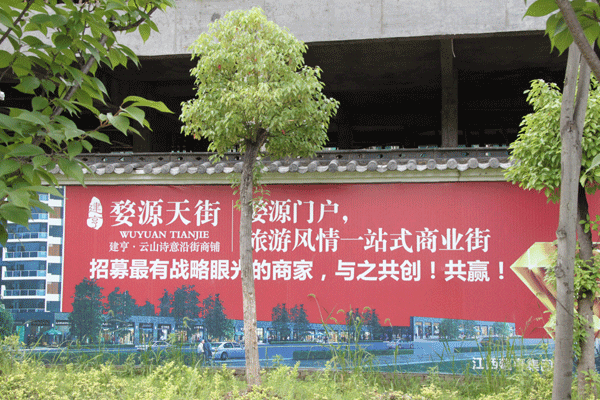 建亨
婺源天街
WUYUAN TIANJIE
建亨·云山诗意沿街商铺
婺源门户，
旅游风情一站式商业街
招募最有战略眼光的商家，与之共创！共赢！